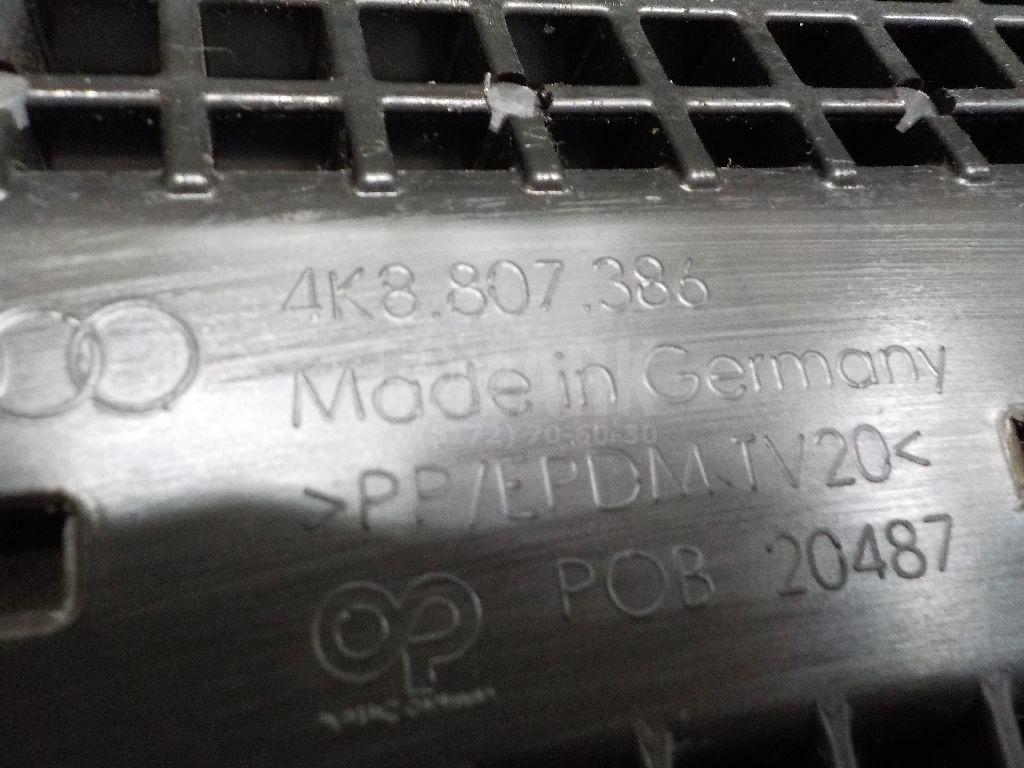 4K8.807.386
Made in Germany
>PP/EPDM.TV20<
POB 20487